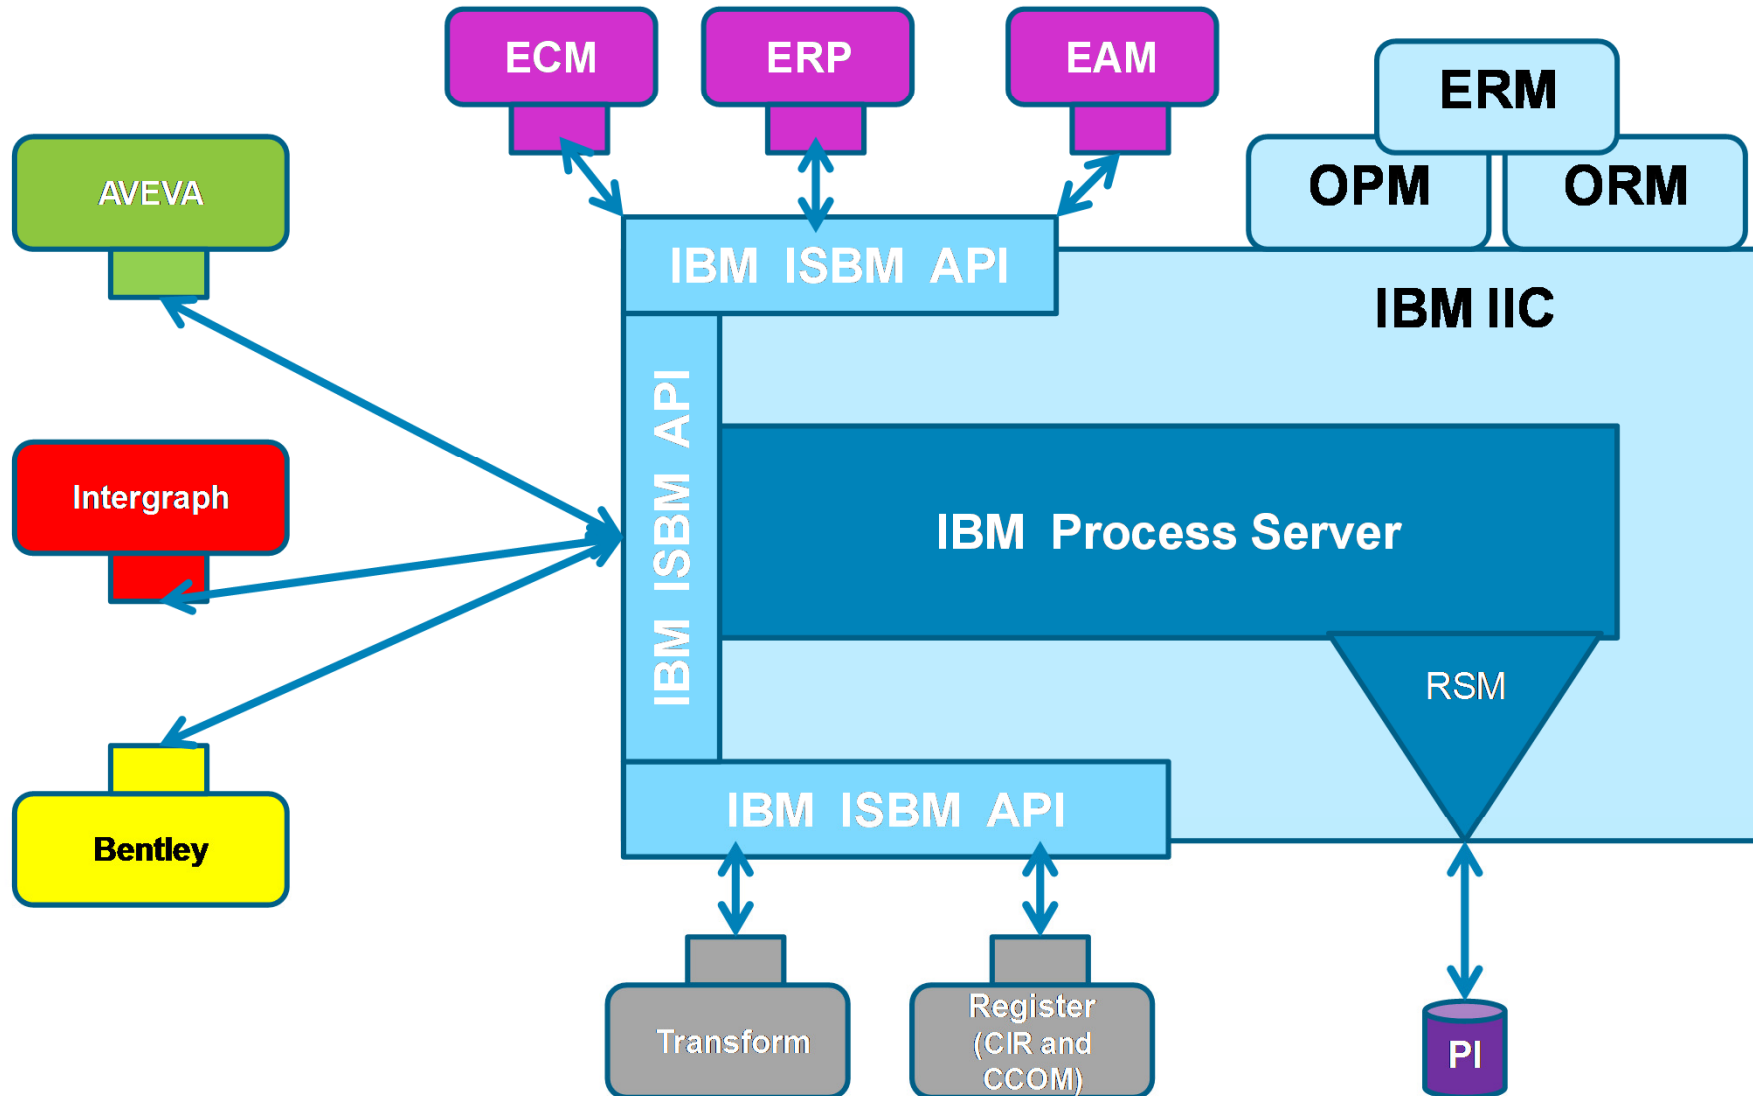 ECM
ERP
EAM
ERM
OPM
ORM
AVEVA
IBM ISBM API
IBM IIC
IBM ISBM API
Intergraph
IBM Process Server
RSM
Bentley
IBM ISBM API
Transform
Register
(CIR and
CCOM)
PI